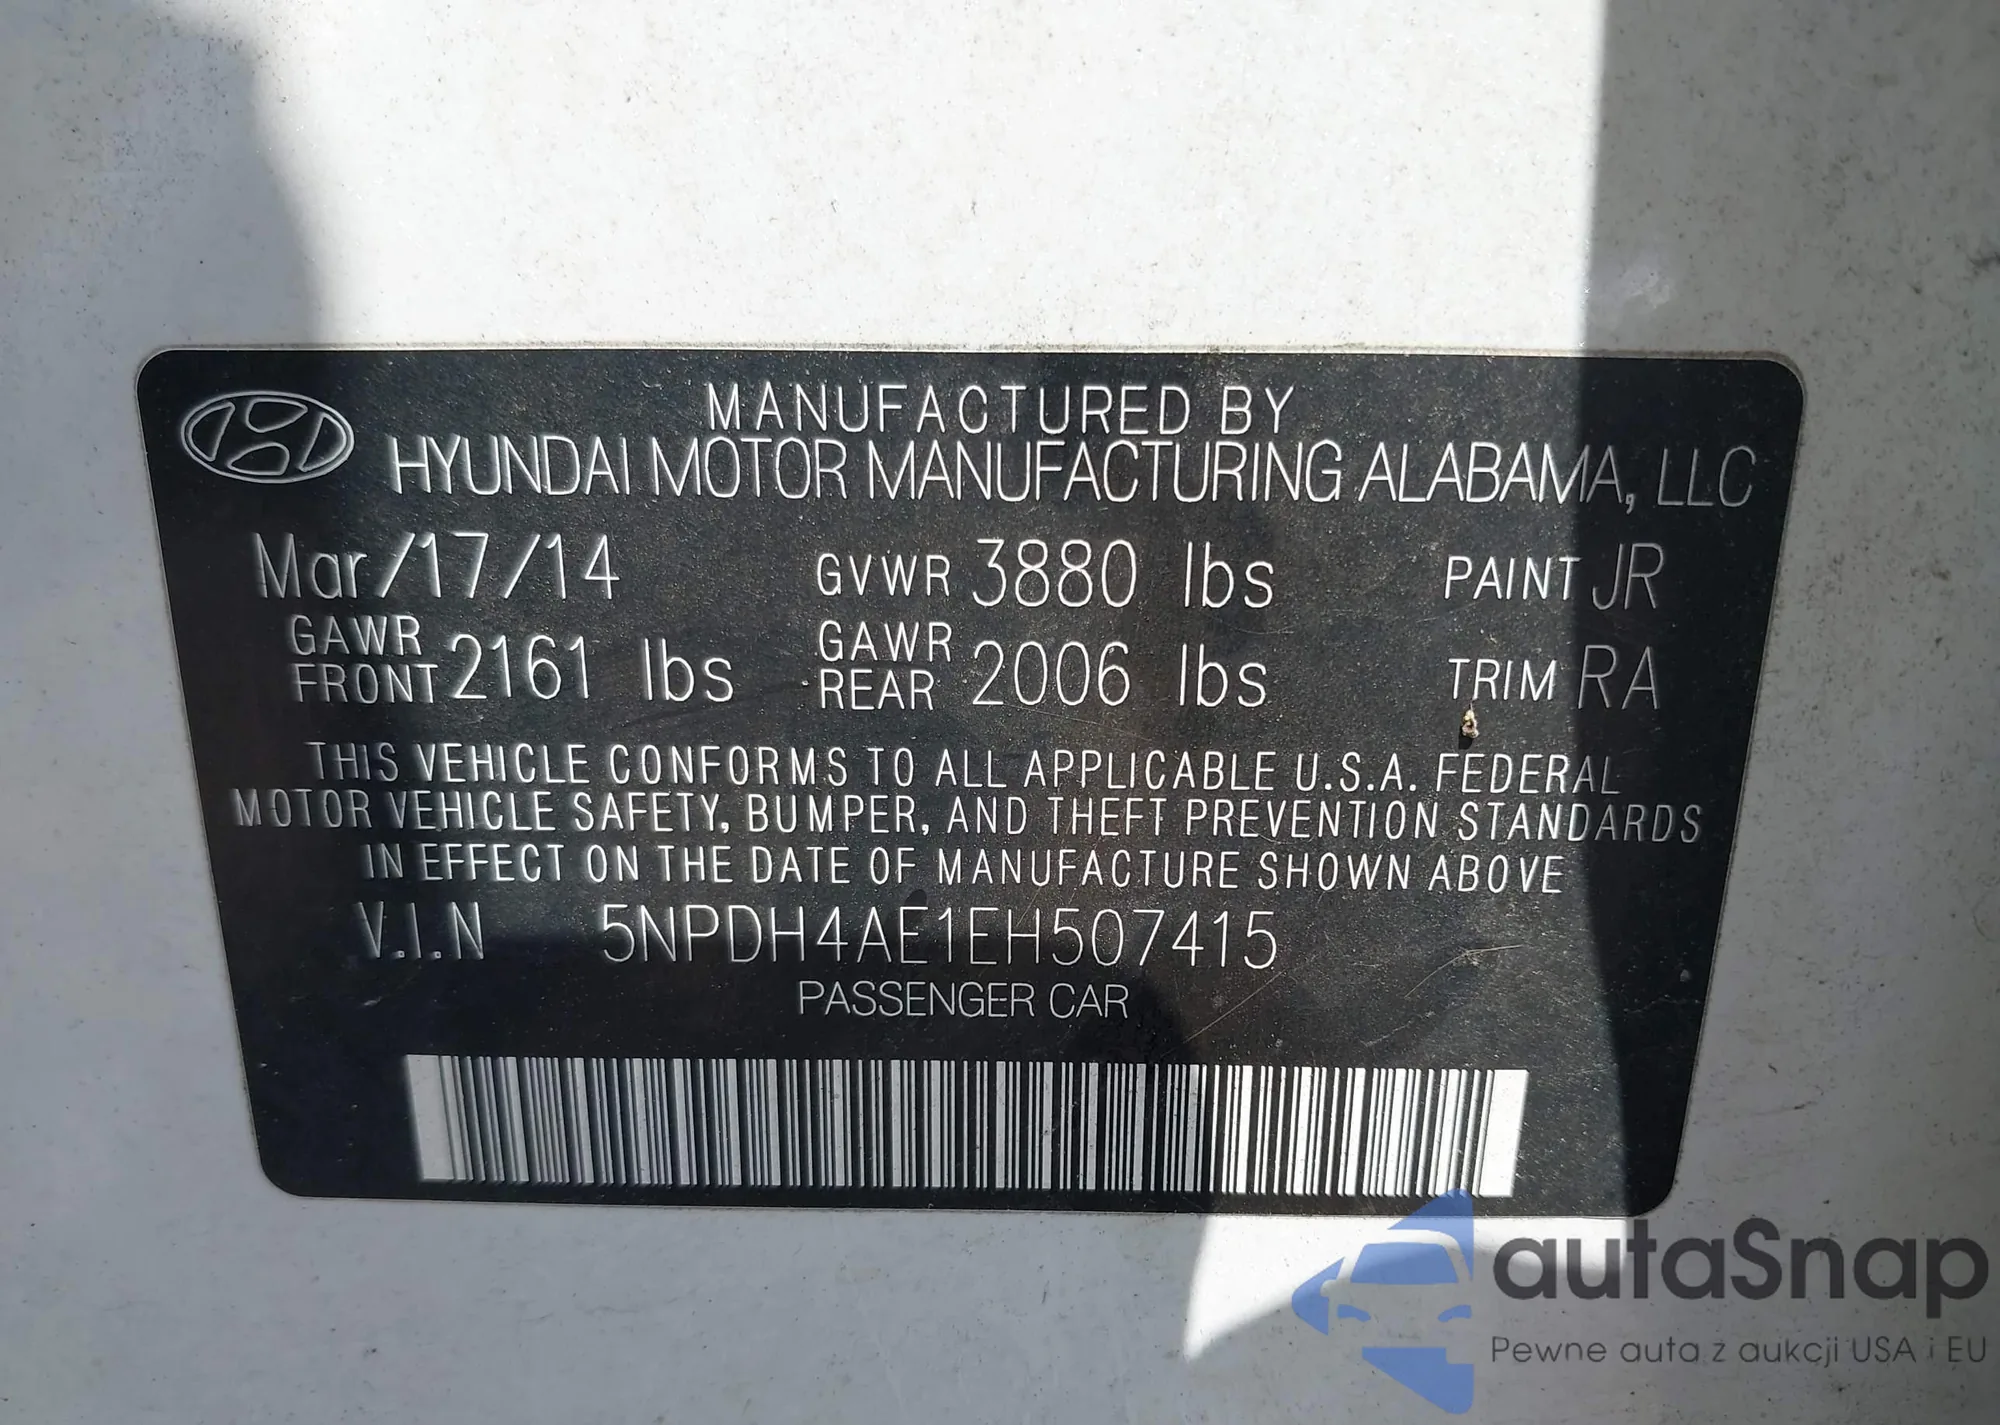 MANUFACTURED BY
HYUNDAI MOTOR MANUFACTURING ALABAMA, LLC
Mar/17/14 GVWR 3880 lbs PAINT JR
GAWR FRONT 2161 lbs GAWR REAR 2006 lbs TRIM RA
THIS VEHICLE CONFORMS TO ALL APPLICABLE U.S.A. FEDERAL
MOTOR VEHICLE SAFETY, BUMPER, AND THEFT PREVENTION STANDARDS
IN EFFECT ON THE DATE OF MANUFACTURE SHOWN ABOVE
V.I.N 5NPDH4AE1EH507415
PASSENGER CAR
autaSnap
Pewne auta z aukcji USA i EU